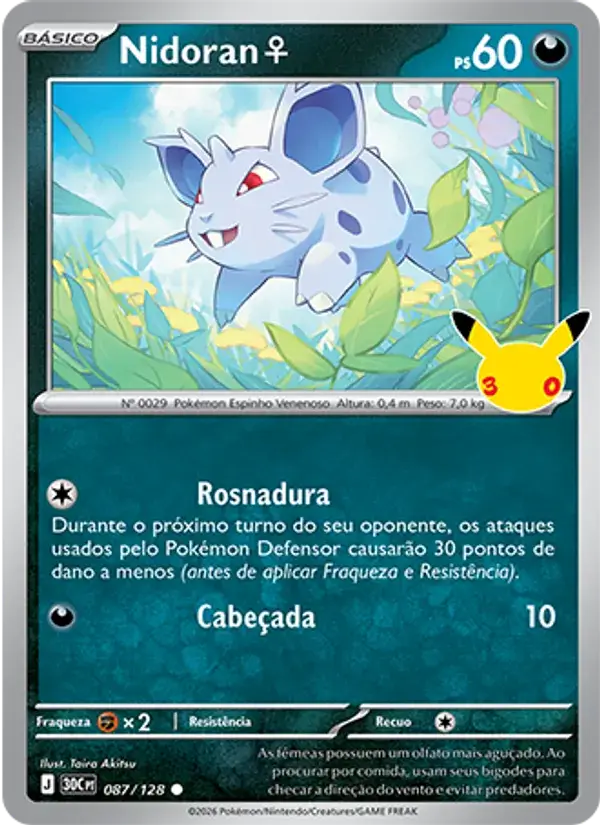 BÁSICO
Nidoran♀
PS60
30
Nº 0029 Pokémon Espinho Venenoso Altura: 0,4 m Peso: 7,0 kg
Rosnadura
Durante o próximo turno do seu oponente, os ataques
usados pelo Pokémon Defensor causarão 30 pontos de
dano a menos (antes de aplicar Fraqueza e Resistência).
Cabeçada 10
Fraqueza ×2 Resistência Recuo
Ilust. Taira Akitsu
As fêmeas possuem um olfato mais aguçado. Ao
procurar por comida, usam seus bigodes para
checar a direção do vento e evitar predadores.
J 30C PT 087/128
©2026 Pokémon/Nintendo/Creatures/GAME FREAK